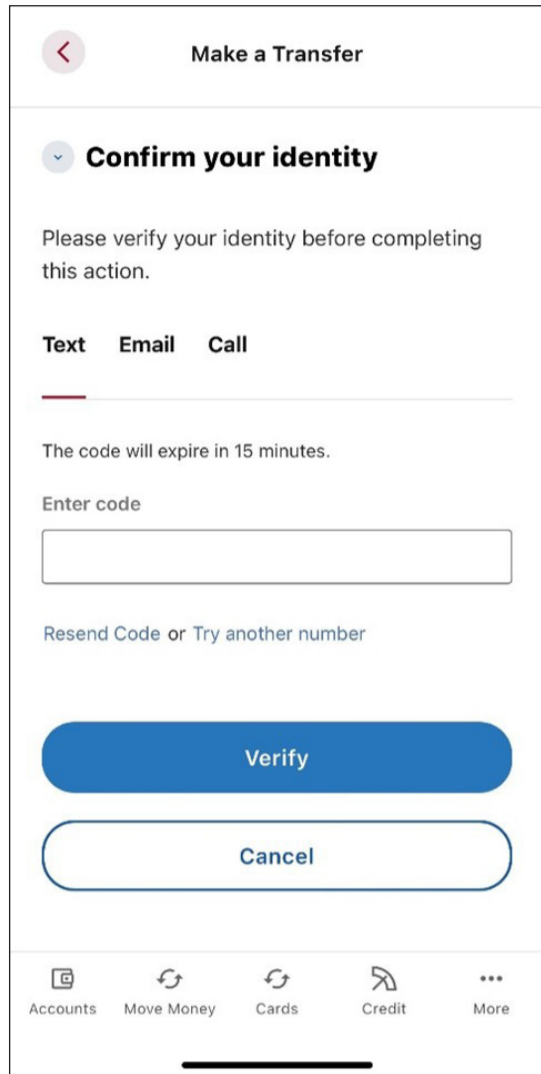 Make a Transfer
Confirm your identity
Please verify your identity before completing
this action.
Text Email Call
The code will expire in 15 minutes.
Enter code
Resend Code or Try another number
Verify
Cancel
Accounts Move Money Cards Credit More